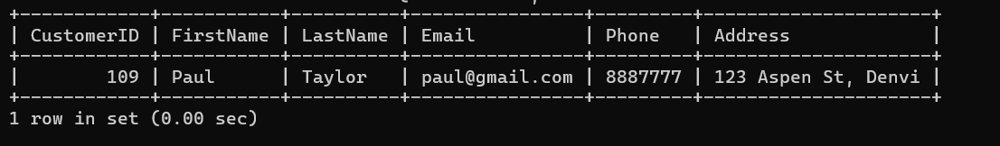 +------------+-----------+----------+----------------+---------+---------------------+
| CustomerID | FirstName | LastName | Email          | Phone   | Address             |
+------------+-----------+----------+----------------+---------+---------------------+
|        109 | Paul      | Taylor   | paul@gmail.com | 8887777 | 123 Aspen St, Denvi |
+------------+-----------+----------+----------------+---------+---------------------+
1 row in set (0.00 sec)